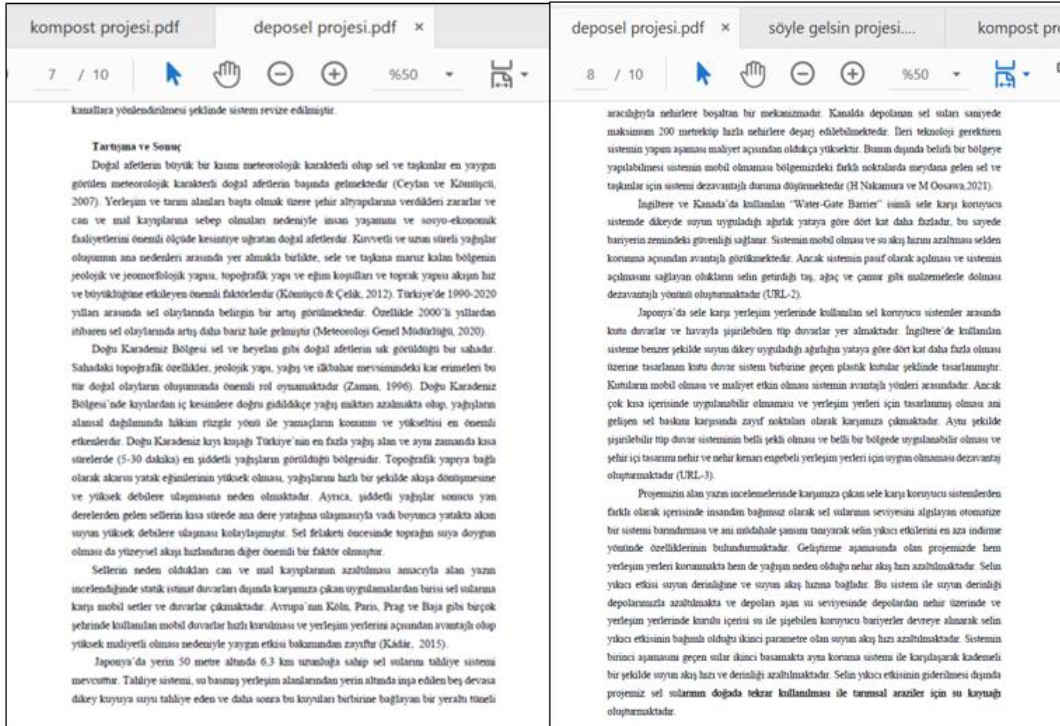 kompost projesi.pdf
deposel projesi.pdf ×
7 / 10
%50
kanallara yönlendirilmesi şeklinde sistem revize edilmiştir.
Tartışma ve Sonuç
Doğal afetlerin büyük bir kısmı meteorolojik karakterli olup sel ve taşkınlar en yaygın
görülen meteorolojik karakterli doğal afetlerin başında gelmektedir (Ceylan ve Kömüşcü,
2007). Yerleşim ve tarım alanları başta olmak üzere şehir altyapılarına verdikleri zararlar ve
can ve mal kayıplarına sebep olmaları nedeniyle insan yaşamını ve sosyo-ekonomik
faaliyetlerini önemli ölçüde kesintiye uğratan doğal afetlerdir. Kuvvetli ve uzun süreli yağışlar
oluşumun ana nedenleri arasında yer almakla birlikte, sele ve taşkına maruz kalan bölgenin
jeolojik ve jeomorfolojik yapısı, topoğrafik yapı ve eğim koşulları ve toprak yapısı akışın hız
ve büyüklüğüne etkileyen önemli faktörlerdir (Kömüşcü & Çelik, 2012). Türkiye'de 1990-2020
yılları arasında sel olaylarında belirgin bir artış görülmektedir. Özellikle 2000'li yıllardan
itibaren sel olaylarında artış daha bariz hale gelmiştir (Meteoroloji Genel Müdürlüğü, 2020).
Doğu Karadeniz Bölgesi sel ve heyelan gibi doğal afetlerin sık görüldüğü bir sahadır.
Sahadaki topoğrafik özellikler, jeolojik yapı, yağış ve ilkbahar mevsimindeki kar erimeleri bu
tür doğal olayların oluşumunda önemli rol oynamaktadır (Zaman, 1996). Doğu Karadeniz
Bölgesi'nde kıyılardan iç kesimlere doğru gidildikçe yağış miktarı azalmakta olup, yağışların
alansal dağılımında hâkim rüzgâr yönü ile yamaçların konumu ve yükseltisi en önemli
etkenlerdir. Doğu Karadeniz kıyı kuşağı Türkiye'nin en fazla yağış alan ve aynı zamanda kısa
sürelerde (5-30 dakika) en şiddetli yağışların görüldüğü bölgesidir. Topoğrafik yapıya bağlı
olarak akarsu yatak eğimlerinin yüksek olması, yağışların hızlı bir şekilde akışa dönüşmesine
ve yüksek debilere ulaşmasına neden olmaktadır. Ayrıca, şiddetli yağışlar sonucu yan
derelerden gelen sellerin kısa sürede ana dere yatağına ulaşmasıyla vadi boyunca yatakta akan
suyun yüksek debilere ulaşması kolaylaşmıştır. Sel felaketi öncesinde toprağın suya doygun
olması da yüzeysel akışı hızlandıran diğer önemli bir faktör olmuştur.
Sellerin neden oldukları can ve mal kayıplarının azaltılması amacıyla alan yazın
incelendiğinde statik istinat duvarları dışında karşımıza çıkan uygulamalardan birisi sel sularına
karşı mobil setler ve duvarlar çıkmaktadır. Avrupa'nın Köln, Paris, Prag ve Baja gibi birçok
şehrinde kullanılan mobil duvarlar hızlı kurulması ve yerleşim yerlerini açısından avantajlı olup
yüksek maliyetli olması nedeniyle yaygın etkisi bakımından zayıftır (Kádár, 2015).
Japonya'da yerin 50 metre altında 6,3 km uzunluğa sahip sel sularını tahliye sistemi
mevcuttur. Tahliye sistemi, su basmış yerleşim alanlarından yerin altında inşa edilen beş devasa
dikey kuyuya suyu tahliye eden ve daha sonra bu kuyuları birbirine bağlayan bir yeraltı tüneli
deposel projesi.pdf ×
söyle gelsin projesi....
kompost pro
8 / 10
%50
aracılığıyla nehirlere boşaltan bir mekanizmadır. Kanalda depolanan sel suları saniyede
maksimum 200 metreküp hızla nehirlere deşarj edilebilmektedir. İleri teknoloji gerektiren
sistemin yapım aşaması maliyet açısından oldukça yüksektir. Bunun dışında belirli bir bölgeye
yapılabilmesi sistemin mobil olmaması bölgemizdeki farklı noktalarda meydana gelen sel ve
taşkınlar için sistemi dezavantajlı duruma düşürmektedir (H Nakamura ve M Oosawa,2021).
İngiltere ve Kanada'da kullanılan “Water-Gate Barrier” isimli sele karşı koruyucu
sistemde dikeyde suyun uyguladığı ağırlık yataya göre dört kat daha fazladır, bu sayede
bariyerin zemindeki güvenliği sağlanır. Sistemin mobil olması ve su akış hızını azaltması selden
korunma açısından avantajlı gözükmektedir. Ancak sistemin pasif olarak açılması ve sistemin
açılmasını sağlayan olukların selin getirdiği taş, ağaç ve çamur gibi malzemelerle dolması
dezavantajlı yönünü oluşturmaktadır (URL-2).
Japonya'da sele karşı yerleşim yerlerinde kullanılan sel koruyucu sistemler arasında
kutu duvarlar ve havayla şişirilebilen tüp duvarlar yer almaktadır. İngiltere'de kullanılan
sisteme benzer şekilde suyun dikey uyguladığı ağırlığın yataya göre dört kat daha fazla olması
üzerine tasarlanan kutu duvar sistem birbirine geçen plastik kutular şeklinde tasarlanmıştır.
Kutuların mobil olması ve maliyet etkin olması sistemin avantajlı yönleri arasındadır. Ancak
çok kısa içerisinde uygulanabilir olmaması ve yerleşim yerleri için tasarlanmış olması ani
gelişen sel baskını karşısında zayıf noktaları olarak karşımıza çıkmaktadır. Aynı şekilde
şişirilebilir tüp duvar sisteminin belli şekli olması ve belli bir bölgede uygulanabilir olması ve
şehir içi tasarımı nehir ve nehir kenarı engebeli yerleşim yerleri için uygun olmaması dezavantaj
oluşturmaktadır (URL-3).
Projemizin alan yazın incelemelerinde karşımıza çıkan sele karşı koruyucu sistemlerden
farklı olarak içerisinde insandan bağımsız olarak sel sularının seviyesini algılayan otomatize
bir sistemi barındırması ve ani müdahale şansını tanıyarak selin yıkıcı etkilerini en aza indirme
yönünde özelliklerinin bulundurmaktadır. Geliştirme aşamasında olan projemizde hem
yerleşim yerleri korunmakta hem de yağışın neden olduğu nehir akış hızı azaltılmaktadır. Selin
yıkıcı etkisi suyun derinliğine ve suyun akış hızına bağlıdır. Bu sistem ile suyun derinliği
depolarımızla azaltılmakta ve depoları aşan su seviyesinde depolardan nehir üzerinde ve
yerleşim yerlerinde kurulu içerisi su ile şişebilen koruyucu bariyerler devreye alınarak selin
yıkıcı etkisinin bağımlı olduğu ikinci parametre olan suyun akış hızı azaltılmaktadır. Sistemin
birinci aşamasını geçen sular ikinci basamakta aynı koruma sistemi ile karşılaşarak kademeli
bir şekilde suyun akış hızı ve derinliği azaltılmaktadır. Selin yıkıcı etkisinin giderilmesi dışında
projemiz sel sularının doğada tekrar kullanılması ile tarımsal araziler için su kaynağı
oluşturmaktadır.